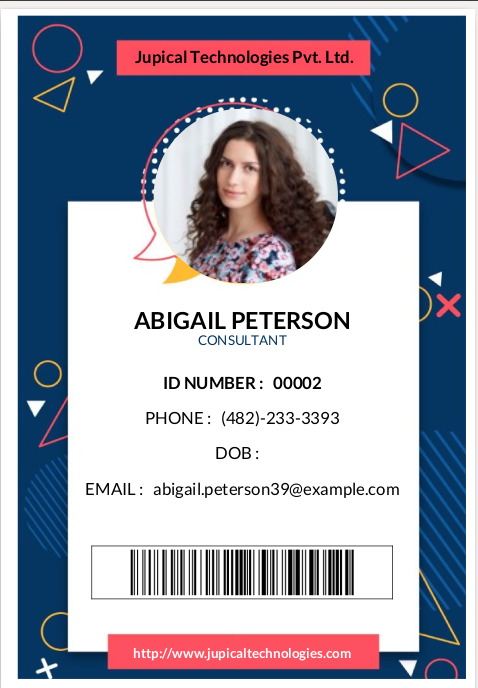 Jupical Technologies Pvt. Ltd.
ABIGAIL PETERSON
CONSULTANT
ID NUMBER : 00002
PHONE : (482)-233-3393
DOB :
EMAIL : abigail.peterson39@example.com
http://www.jupicaltechnologies.com